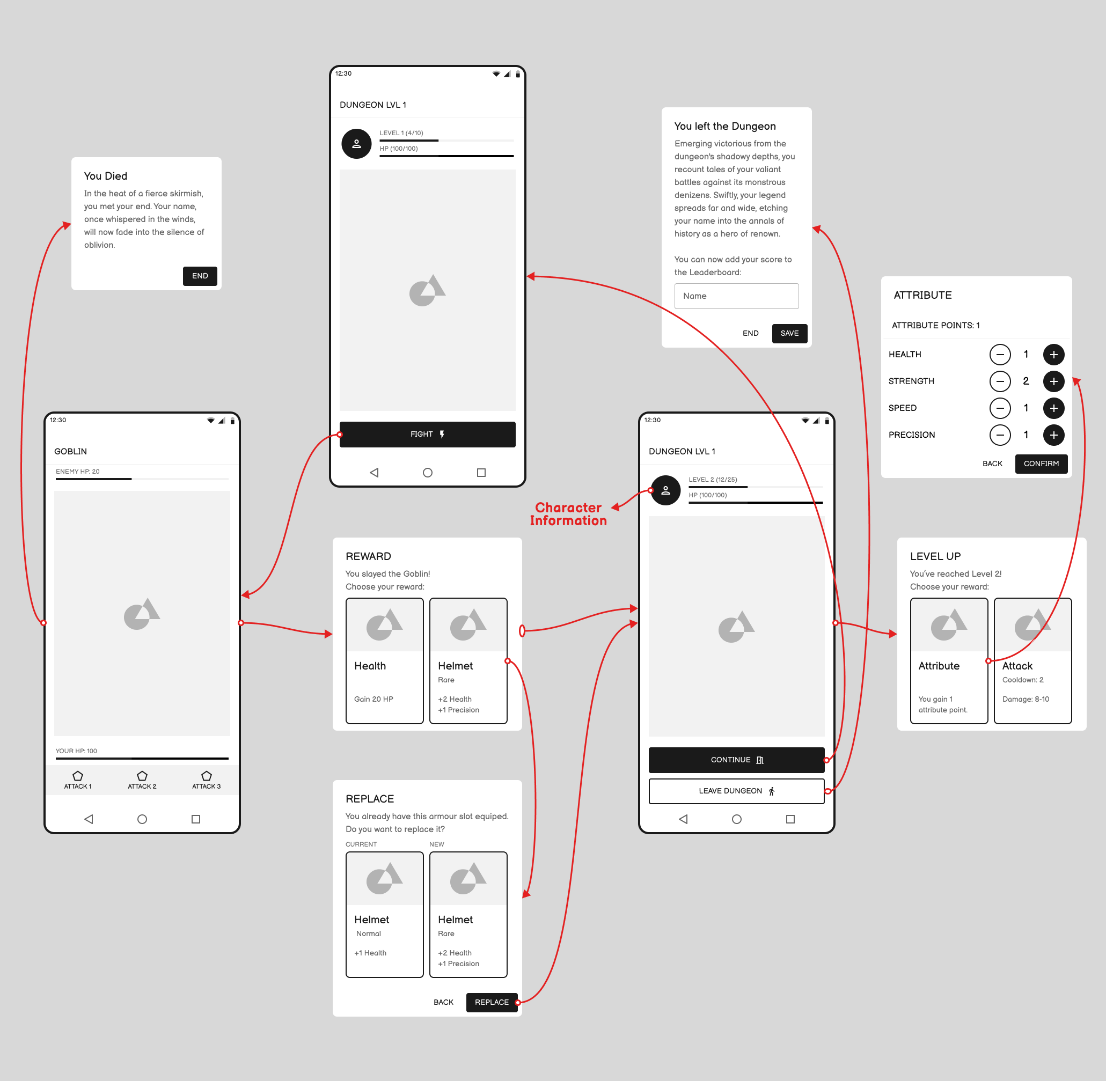 12:30
DUNGEON LVL 1
LEVEL 1 (4/10)
HP (100/100)
FIGHT
You Died
In the heat of a fierce skirmish,
you met your end. Your name,
once whispered in the winds,
will now fade into the silence of
oblivion.
END
You left the Dungeon
Emerging victorious from the
dungeon's shadowy depths, you
recount tales of your valiant
battles against its monstrous
denizens. Swiftly, your legend
spreads far and wide, etching
your name into the annals of
history as a hero of renown.
You can now add your score to
the Leaderboard:
Name
END SAVE
ATTRIBUTE
ATTRIBUTE POINTS: 1
HEALTH 1
STRENGTH 2
SPEED 1
PRECISION 1
BACK CONFIRM
12:30
GOBLIN
ENEMY HP: 20
YOUR HP: 100
ATTACK 1 ATTACK 2 ATTACK 3
Character
Information
REWARD
You slayed the Goblin!
Choose your reward:
Health
Gain 20 HP
Helmet
Rare
+2 Health
+1 Precision
REPLACE
You already have this armour slot equiped.
Do you want to replace it?
CURRENT
Helmet
Normal
+1 Health
NEW
Helmet
Rare
+2 Health
+1 Precision
BACK REPLACE
12:30
DUNGEON LVL 1
LEVEL 2 (12/25)
HP (100/100)
CONTINUE
LEAVE DUNGEON
LEVEL UP
You've reached Level 2!
Choose your reward:
Attribute
You gain 1
attribute point.
Attack
Cooldown: 2
Damage: 8-10